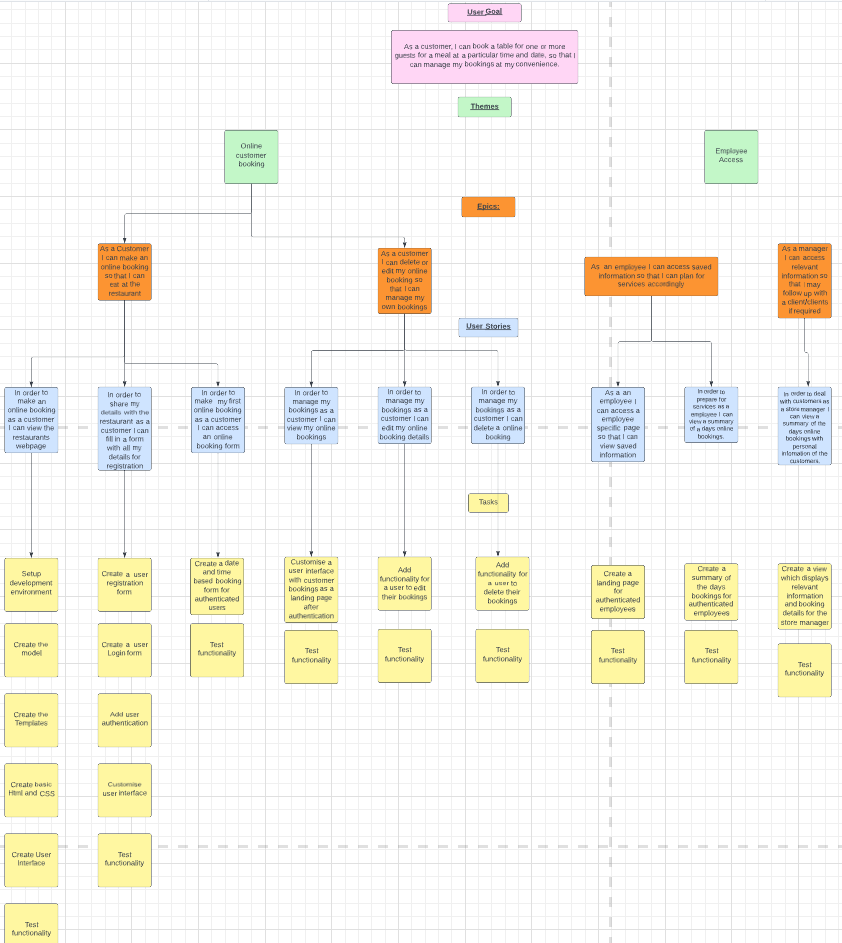 User Goal
As a customer, I can book a table for one or more
guests for a meal at a particular time and date, so that I
can manage my bookings at my convenience.
Themes
Online
customer
booking
Employee
Access
Epics:
As a Customer
I can make an
online booking
so that I can
eat at the
restaurant
As a customer
I can delete or
edit my online
booking so
that I can
manage my
own bookings
As an employee I can access saved
information so that I can plan for
services accordingly
As a manager
I can access
relevant
information so
that i may
follow up with
a client/clients
if required
User Stories
In order to
make an
online booking
as a customer
I can view the
restaurants
webpage
In order to
share my
details with the
restaurant as a
customer I can
fill in a form
with all my
details for
registration
In order to
make my first
online booking
as a customer
I can access
an online
booking form
In order to
manage my
bookings as a
customer I can
view my online
bookings
In order to
manage my
bookings as a
customer I can
edit my online
booking details
In order to
manage my
bookings as a
customer I can
delete a online
booking
As a an
employee I
can access a
employee
specific page
so that I can
view saved
information
In order to
prepare for
services as a
employee I can
view a summary
of a days online
bookings.
In order to deal
with customers as
a store manager I
can view a
summary of the
days online
bookings with
personal
infomation of the
customers.
Tasks
Setup
development
environment
Create a user
registration
form
Create a date
and time
based booking
form for
authenticated
users
Customise a
user interface
with customer
bookings as a
landing page
after
authentication
Add
functionality for
a user to edit
their bookings
Add
functionality for
a user to
delete their
bookings
Create a
landing page
for
authenticated
employees
Create a
summary of
the days
bookings for
authenticated
employees
Create a view
which displays
relevant
information
and booking
details for the
store manager
Create the
model
Create a user
Login form
Test
functionality
Test
functionality
Test
functionality
Test
functionality
Test
functionality
Test
functionality
Test
functionality
Create the
Templates
Add user
authentication
Create basic
Html and CSS
Customise
user interface
Create User
Interface
Test
functionality
Test
functionality